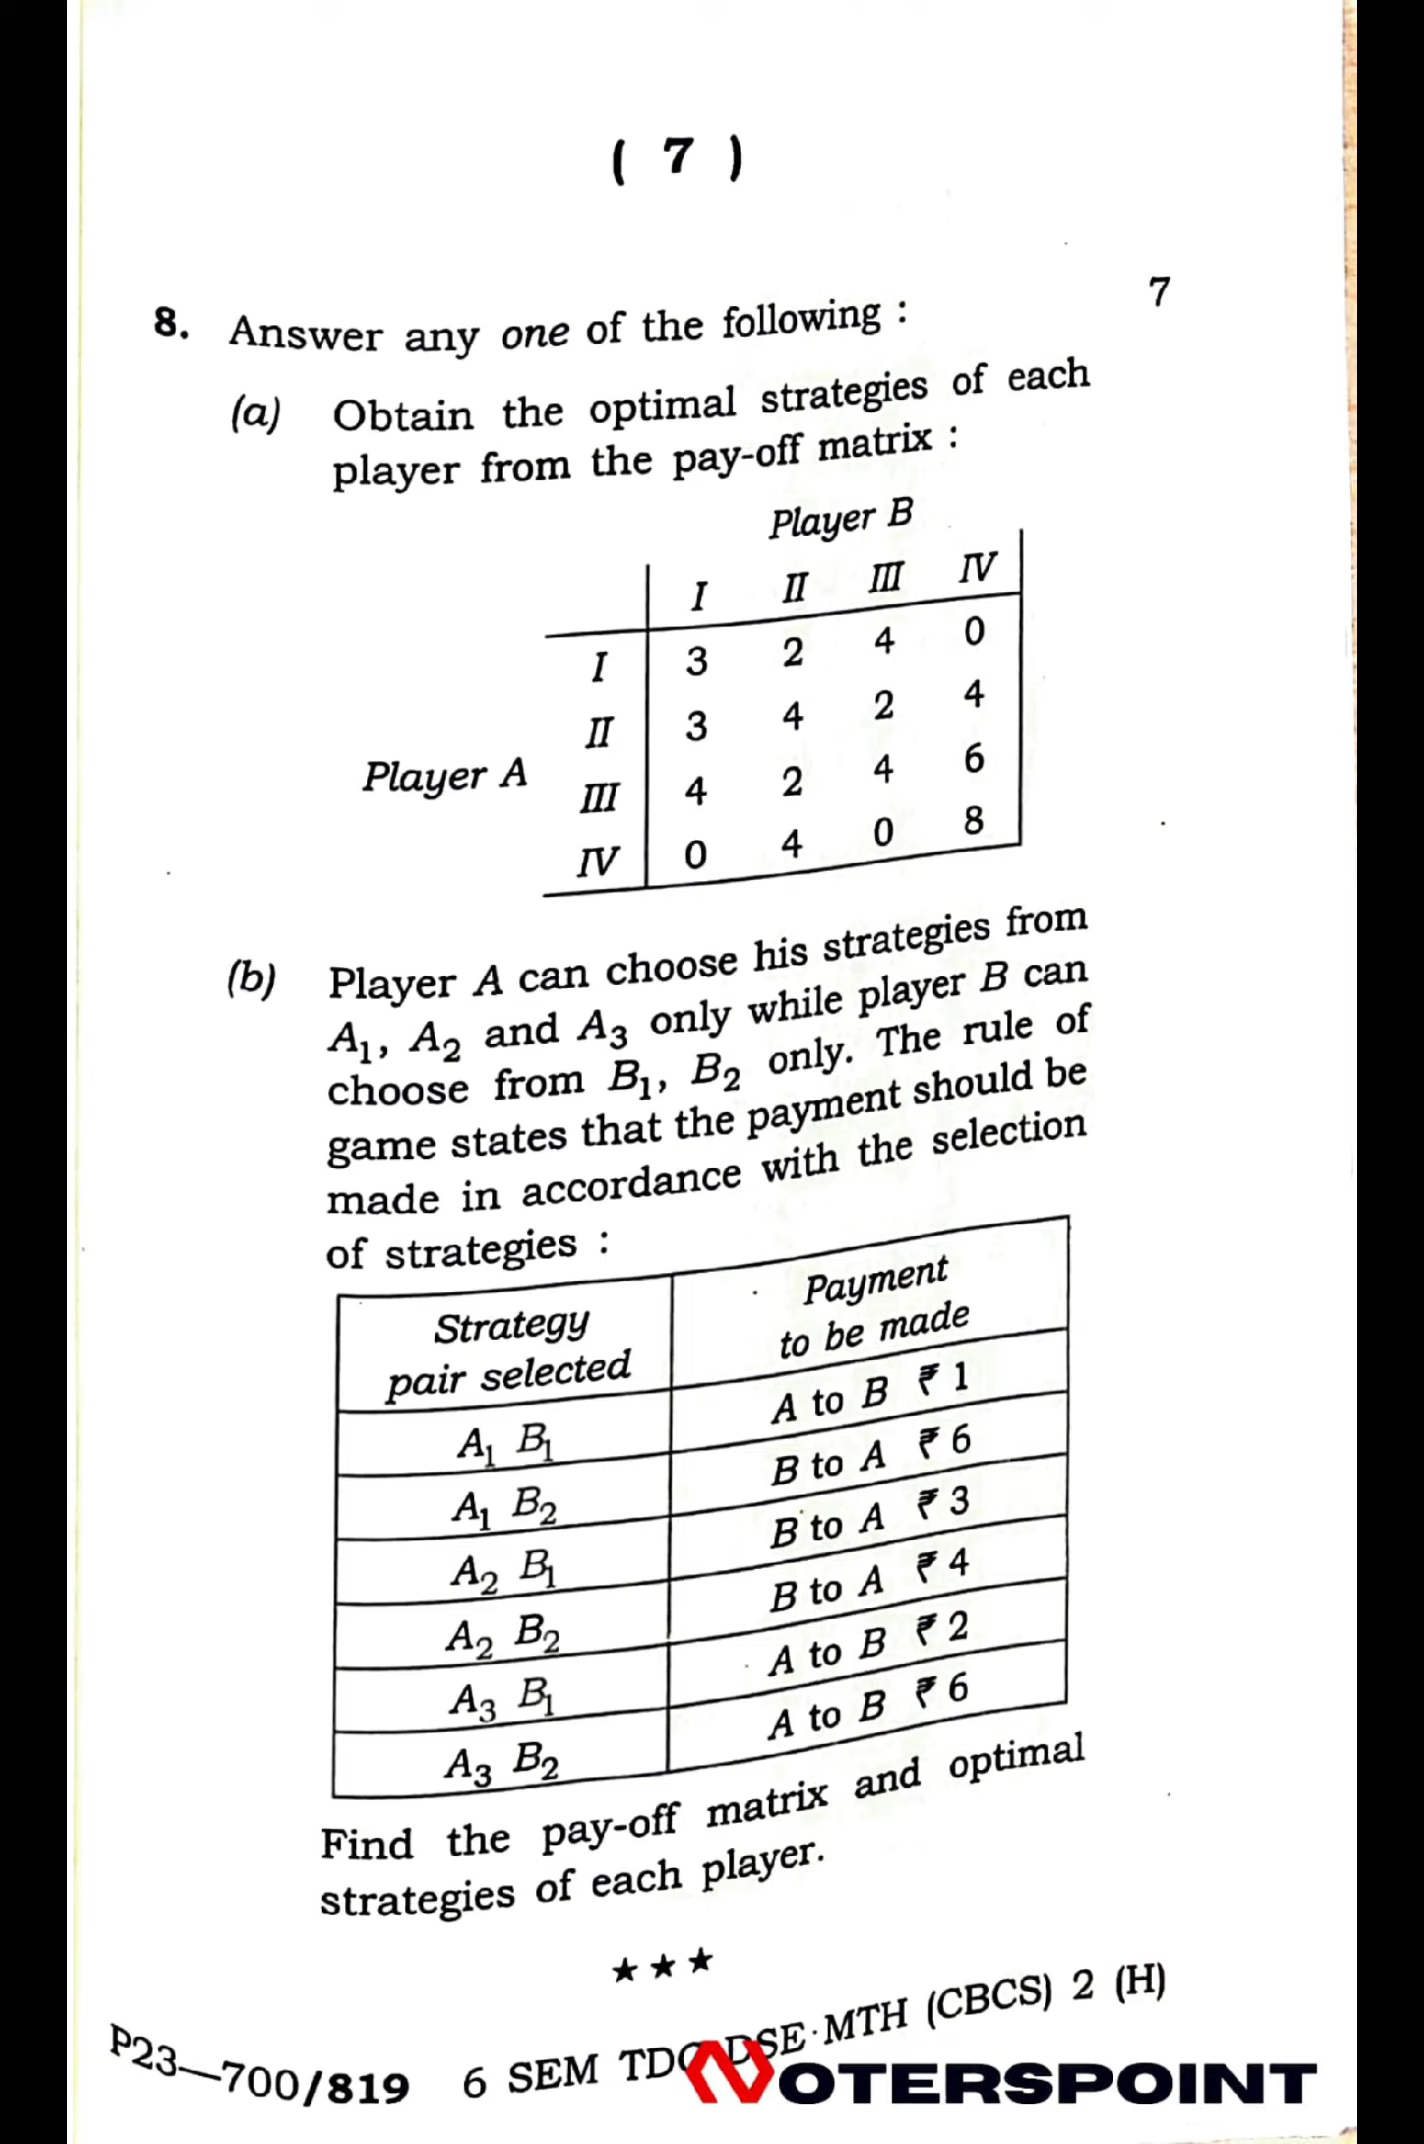 ( 7 )
8. Answer any one of the following : 7
(a) Obtain the optimal strategies of each
player from the pay-off matrix :
Player B
I II III IV
I 3 2 4 0
II 3 4 2 4
Player A
III 4 2 4 6
IV 0 4 0 8
(b) Player A can choose his strategies from
A₁, A₂ and A₃ only while player B can
choose from B₁, B₂ only. The rule of
game states that the payment should be
made in accordance with the selection
of strategies :
Strategy
pair selected
Payment
to be made
A₁ B₁ A to B ₹ 1
A₁ B₂ B to A ₹ 6
A₂ B₁ B to A ₹ 3
A₂ B₂ B to A ₹ 4
A₃ B₁ A to B ₹ 2
A₃ B₂ A to B ₹ 6
Find the pay-off matrix and optimal
strategies of each player.
★ ★ ★
P23—700/819 6 SEM TDC DSE MTH (CBCS) 2 (H)
NOTERSPOINT